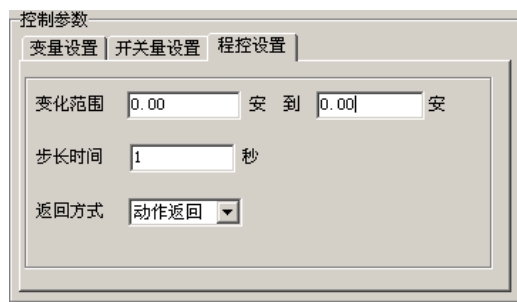 控制参数
变量设置 开关量设置 程控设置
变化范围 0.00 安 到 0.00 安
步长时间 1 秒
返回方式 动作返回